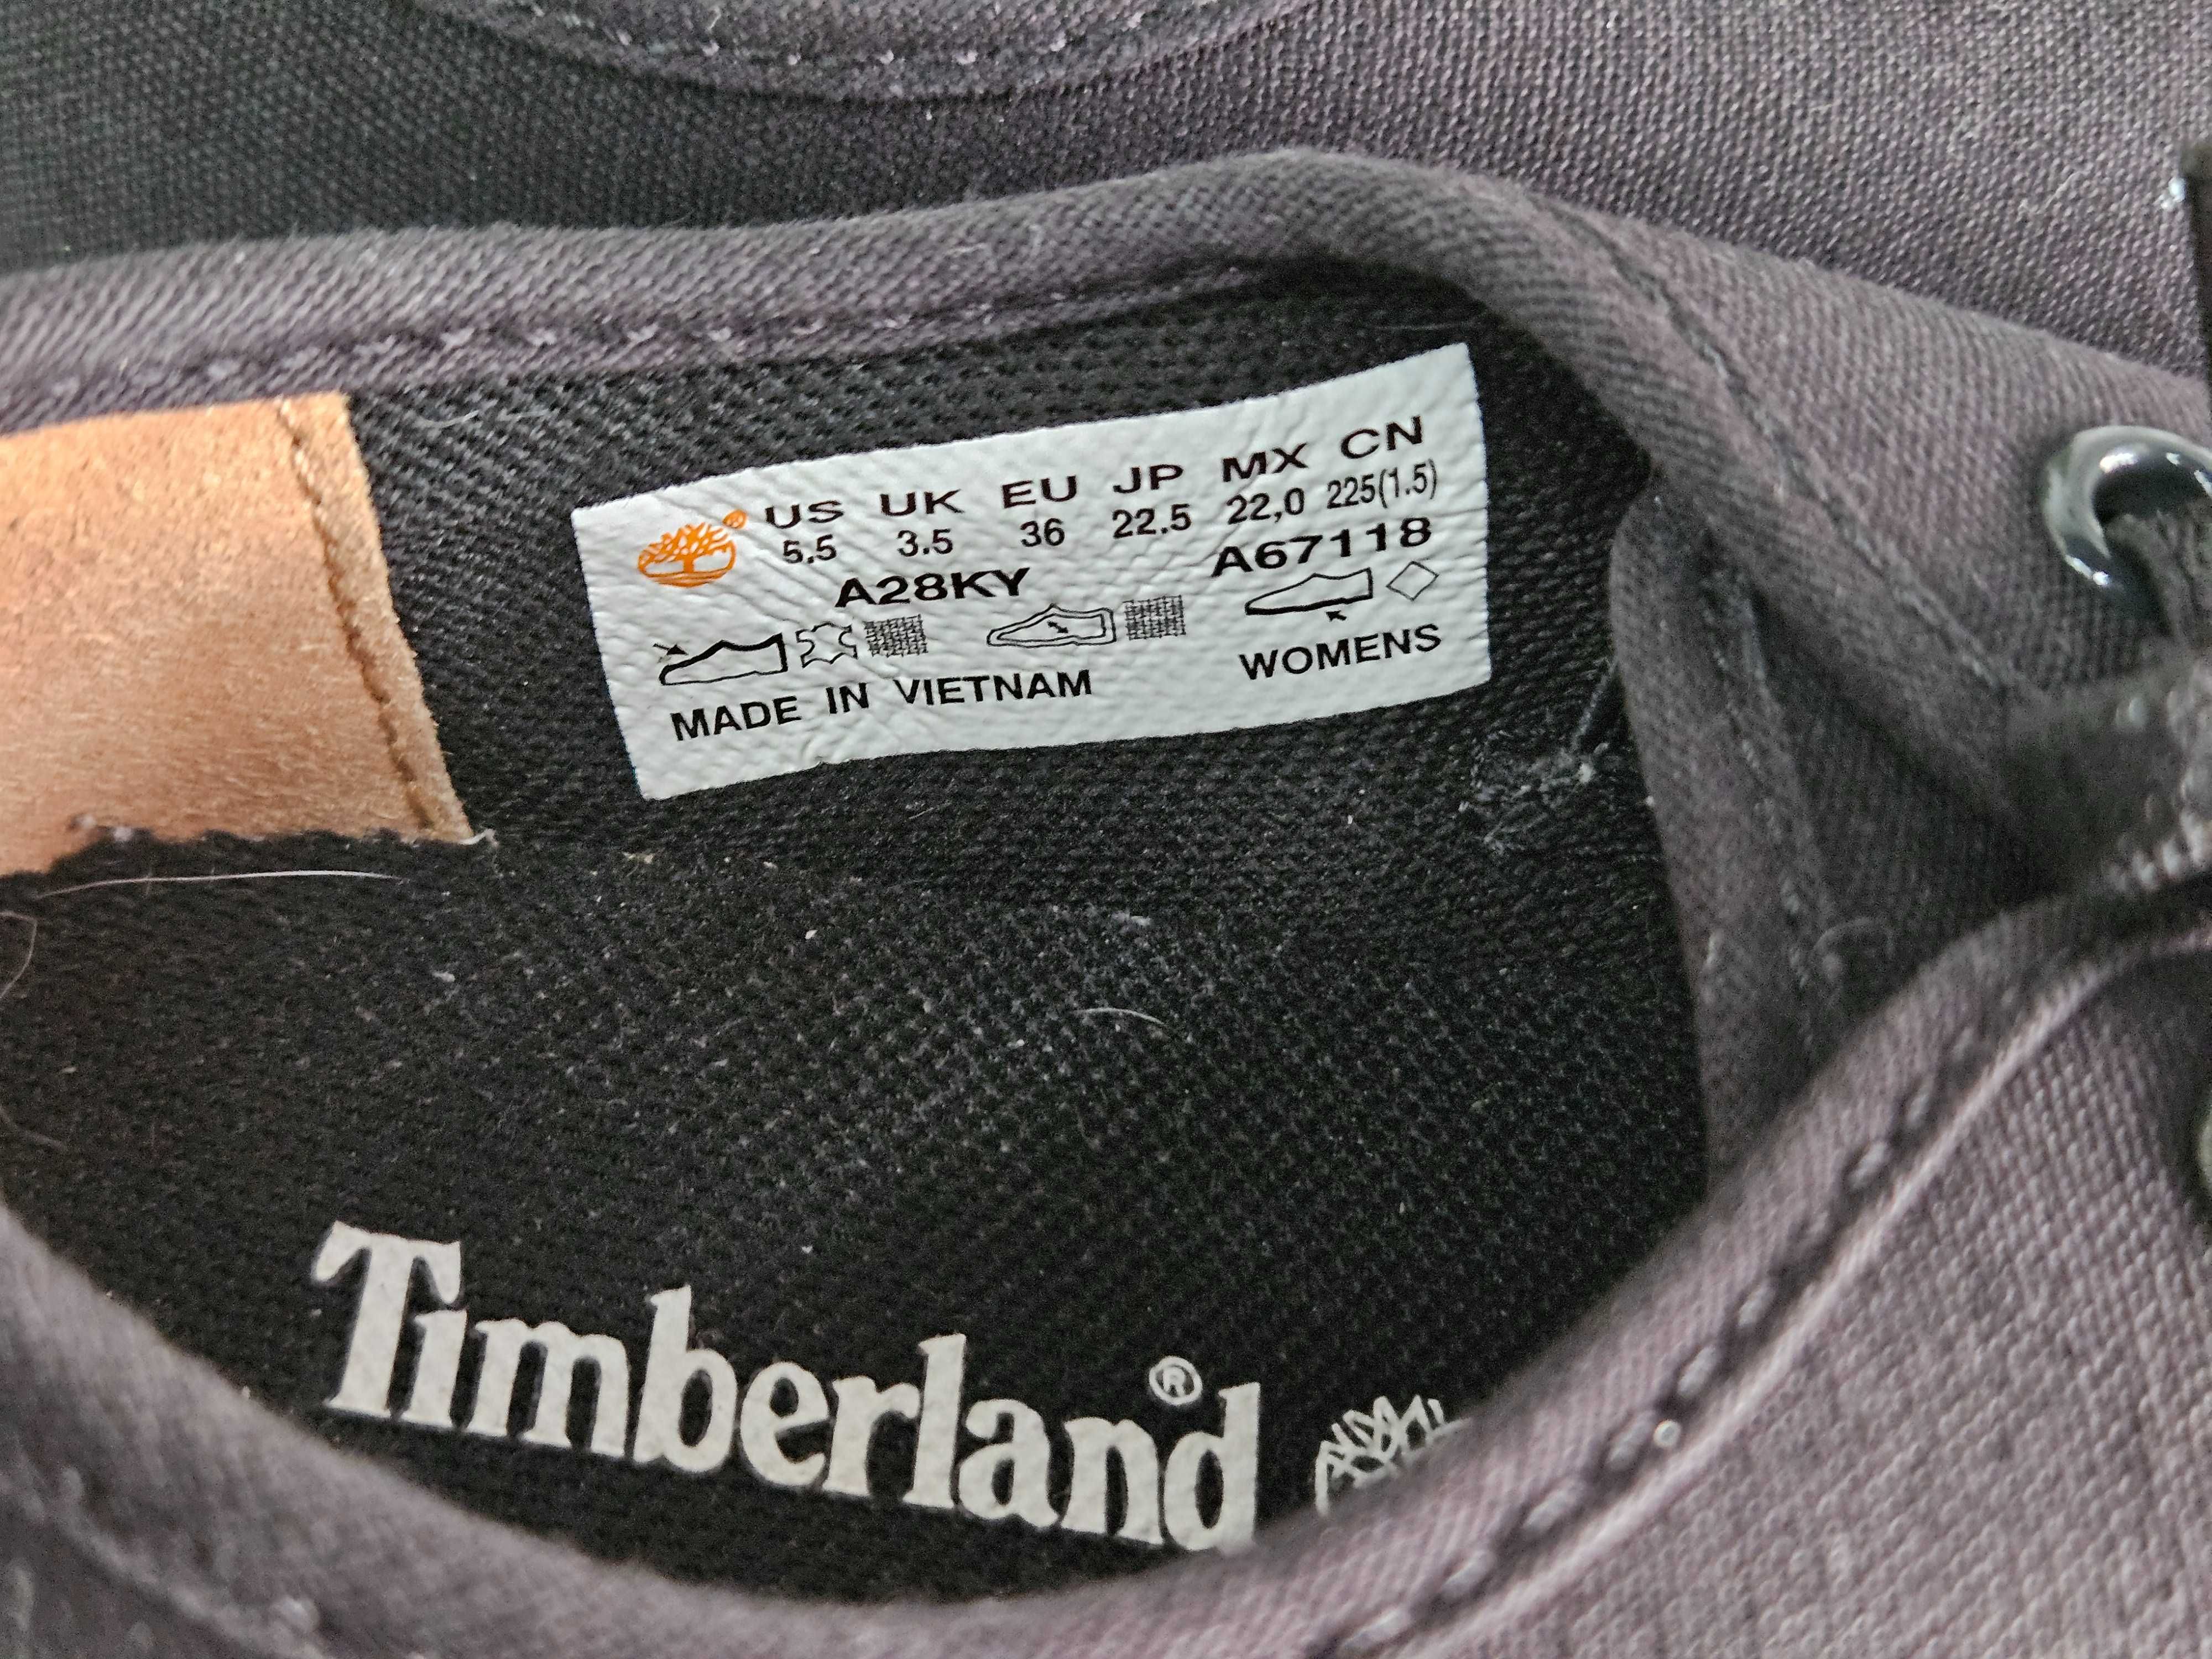 US UK EU JP MX CN
5.5 3.5 36 22.5 22,0 225(1.5)
A28KY A67118
MADE IN VIETNAM WOMENS
Timberland®